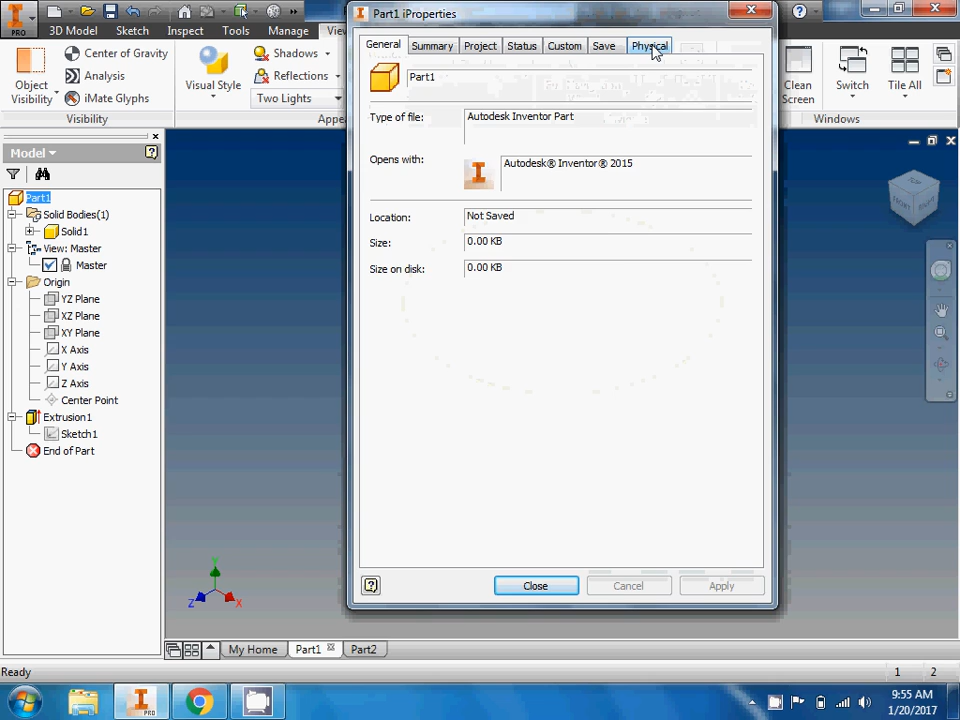 Part1 iProperties
3D Model
Sketch
Inspect
Tools
Manage
Object
Visibility
Center of Gravity
Analysis
iMate Glyphs
Visibility
Visual Style
Shadows
Reflections
Two Lights
Clean
Screen
Switch
Tile All
Windows
Model
Part1
Solid Bodies(1)
Solid1
View: Master
Master
Origin
YZ Plane
XZ Plane
XY Plane
X Axis
Y Axis
Z Axis
Center Point
Extrusion1
Sketch1
End of Part
General
Summary
Project
Status
Custom
Save
Physical
Part1
Type of file:
Autodesk Inventor Part
Opens with:
Autodesk® Inventor® 2015
Location:
Not Saved
Size:
0.00 KB
Size on disk:
0.00 KB
Close
Cancel
Apply
FRONT
RIGHT
Y
Z
X
My Home
Part1
Part2
Ready
1
2
PRO
9:55 AM
1/20/2017